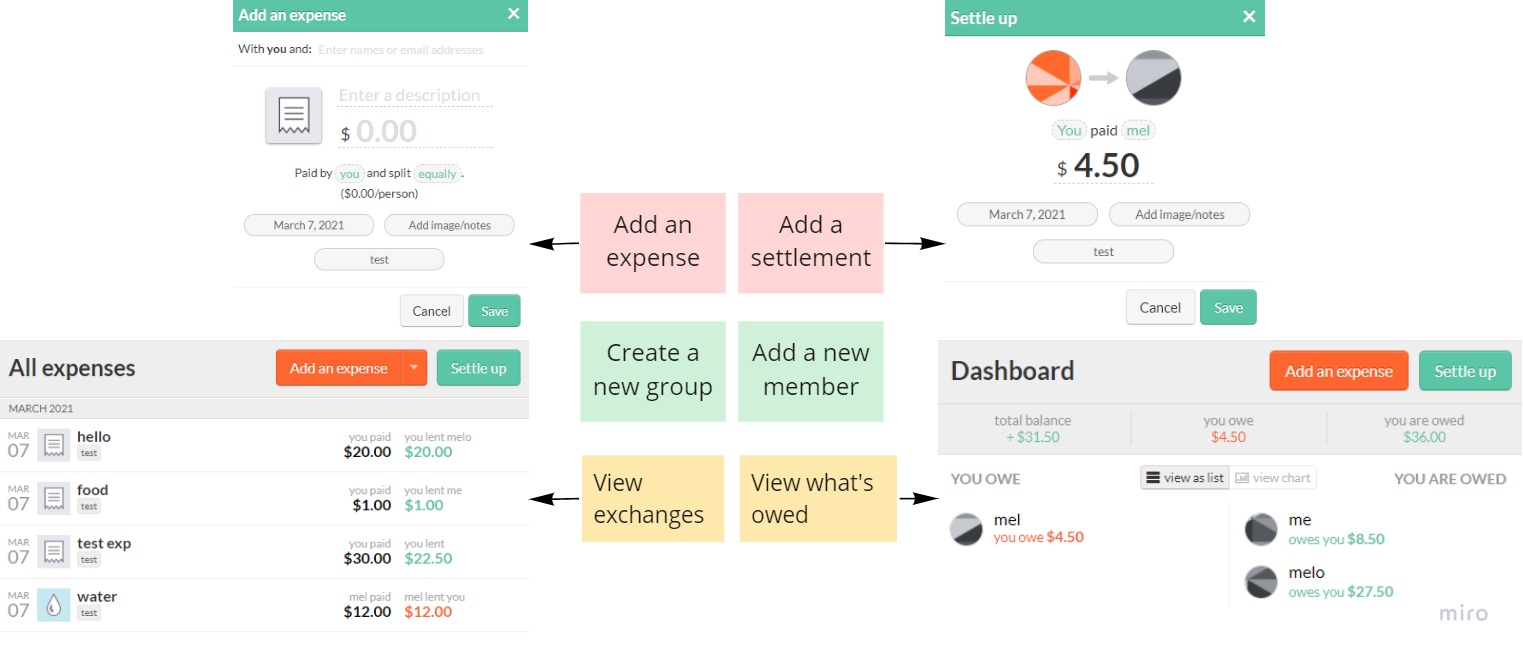 Add an expense ×
With you and: Enter names or email addresses
Enter a description
$ 0.00
Paid by you and split equally.
($0.00/person)
March 7, 2021 Add image/notes
test
Cancel Save
Settle up ×
You paid mel
$ 4.50
March 7, 2021 Add image/notes
test
Cancel Save
Add an
expense
Add a
settlement
Create a
new group
Add a new
member
View
exchanges
View what's
owed
All expenses Add an expense Settle up
MARCH 2021
MAR
07
hello
test
you paid
$20.00
you lent melo
$20.00
MAR
07
food
test
you paid
$1.00
you lent me
$1.00
MAR
07
test exp
test
you paid
$30.00
you lent
$22.50
MAR
07
water
test
mel paid
$12.00
mel lent you
$12.00
Dashboard Add an expense Settle up
total balance
+ $31.50
you owe
$4.50
you are owed
$36.00
YOU OWE view as list view chart YOU ARE OWED
mel
you owe $4.50
me
owes you $8.50
melo
owes you $27.50
miro